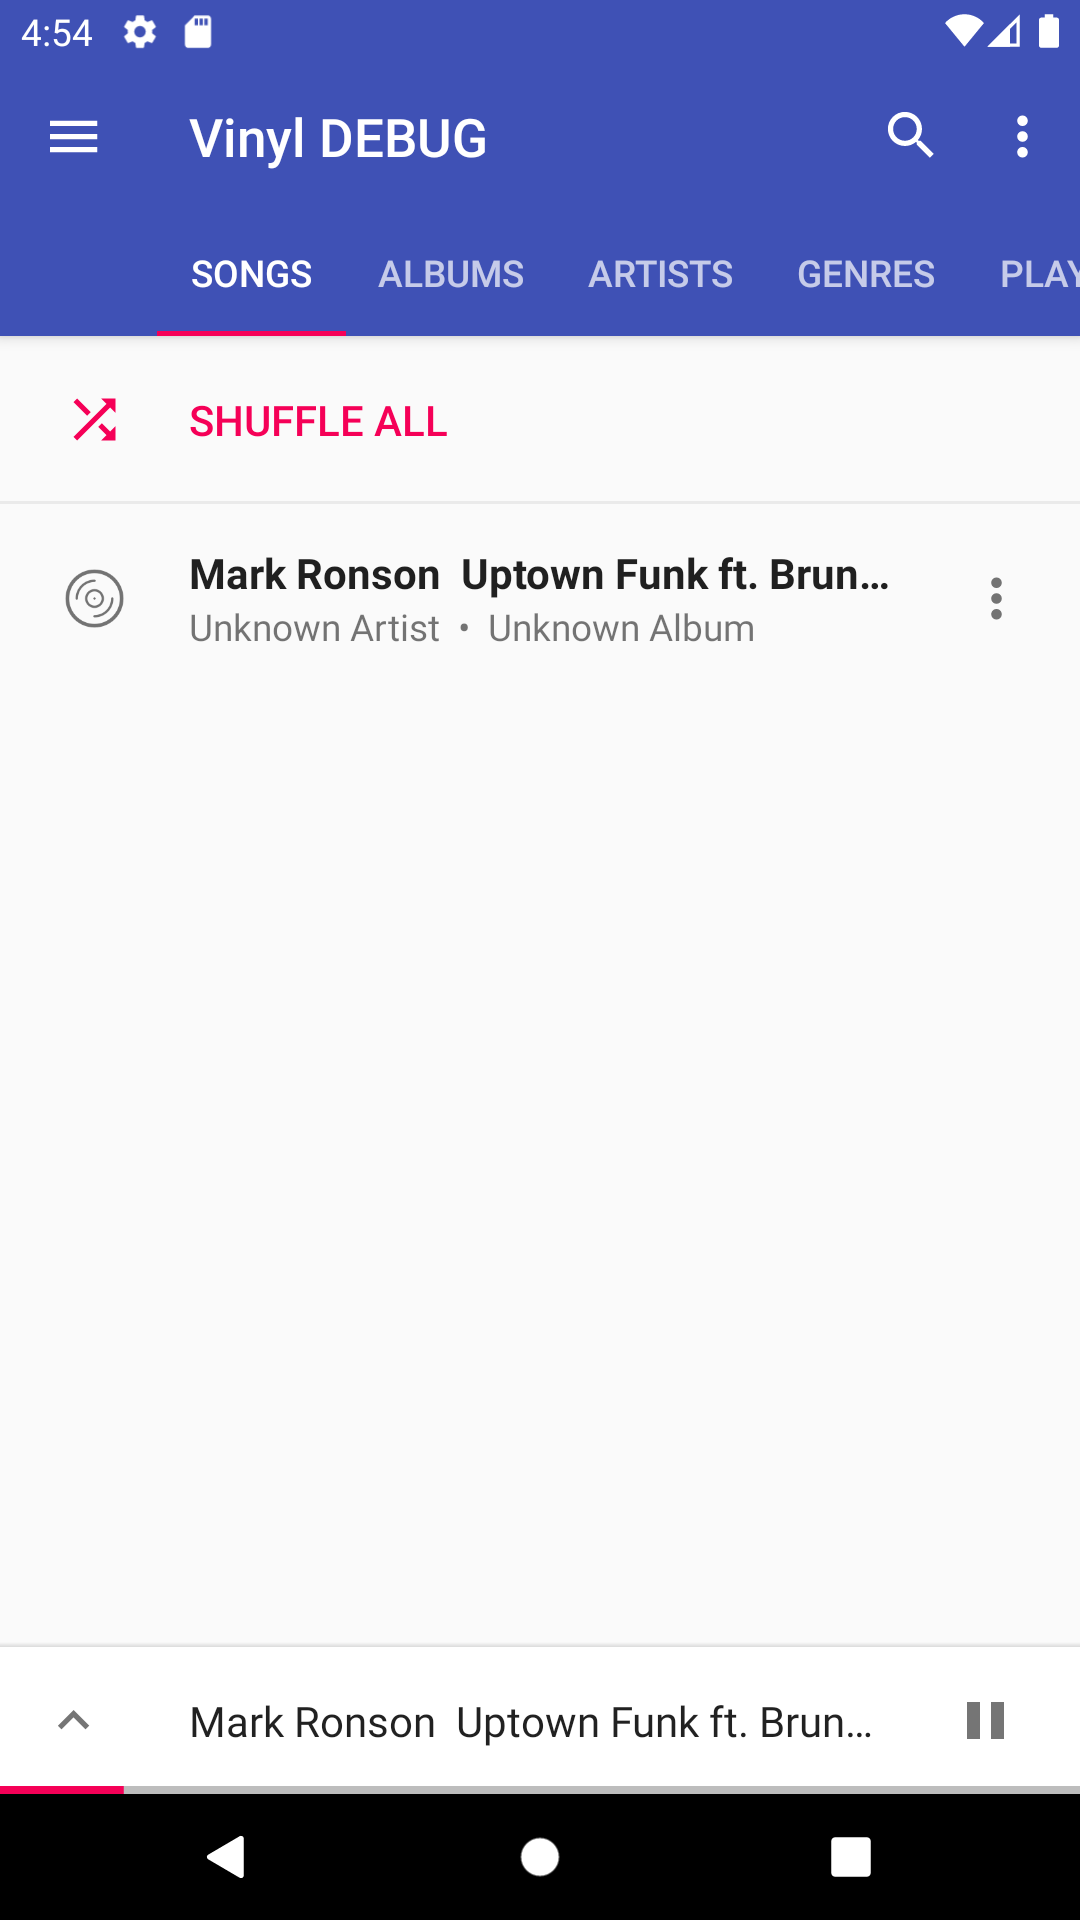 4:54
Vinyl DEBUG
SONGS ALBUMS ARTISTS GENRES PLAY
SHUFFLE ALL
Mark Ronson  Uptown Funk ft. Brun...
Unknown Artist • Unknown Album
Mark Ronson  Uptown Funk ft. Brun...